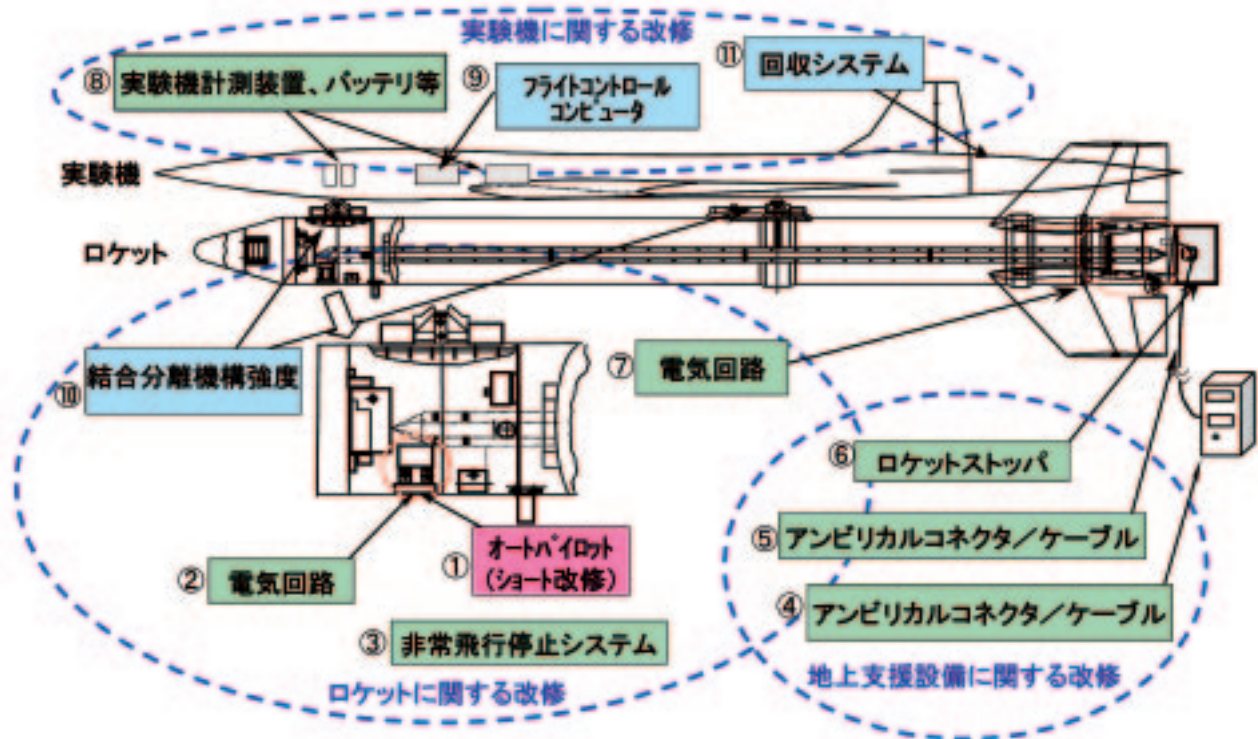 実験機に関する改修
⑧ 実験機計測装置、バッテリ等
⑨ フライトコントロール
コンピュータ
⑪ 回収システム
実験機
ロケット
⑩ 結合分離機構強度
⑦ 電気回路
⑥ ロケットストッパ
⑤ アンビリカルコネクタ／ケーブル
① オートパイロット
(ショート改修)
② 電気回路
④ アンビリカルコネクタ／ケーブル
③ 非常飛行停止システム
ロケットに関する改修
地上支援設備に関する改修